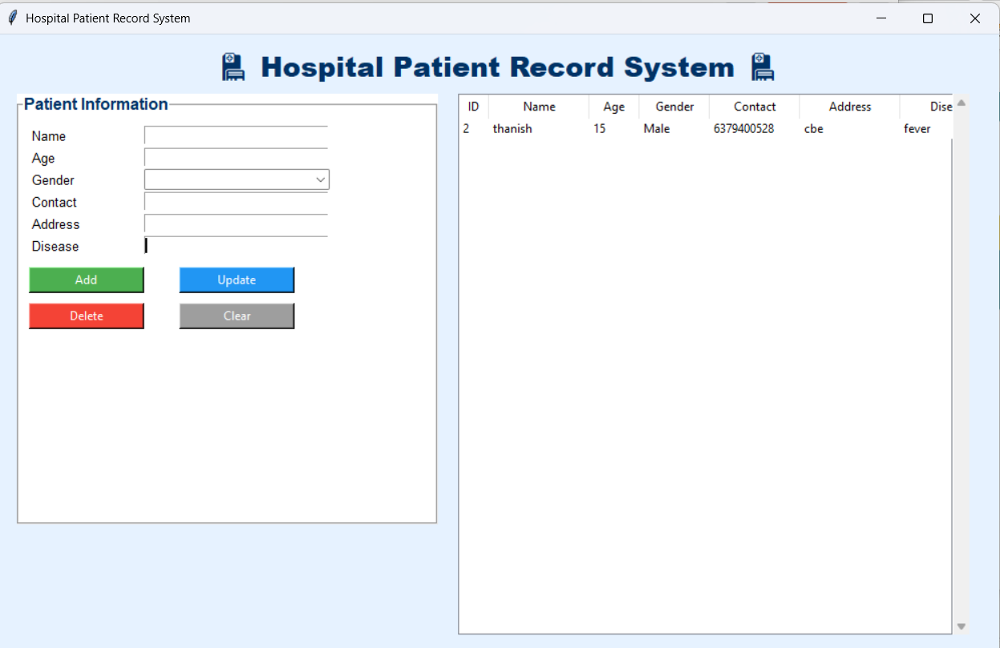 Hospital Patient Record System
Hospital Patient Record System
Patient Information
Name
Age
Gender
Contact
Address
Disease
Add Update
Delete Clear
ID Name Age Gender Contact Address Dise
2 thanish 15 Male 6379400528 cbe fever